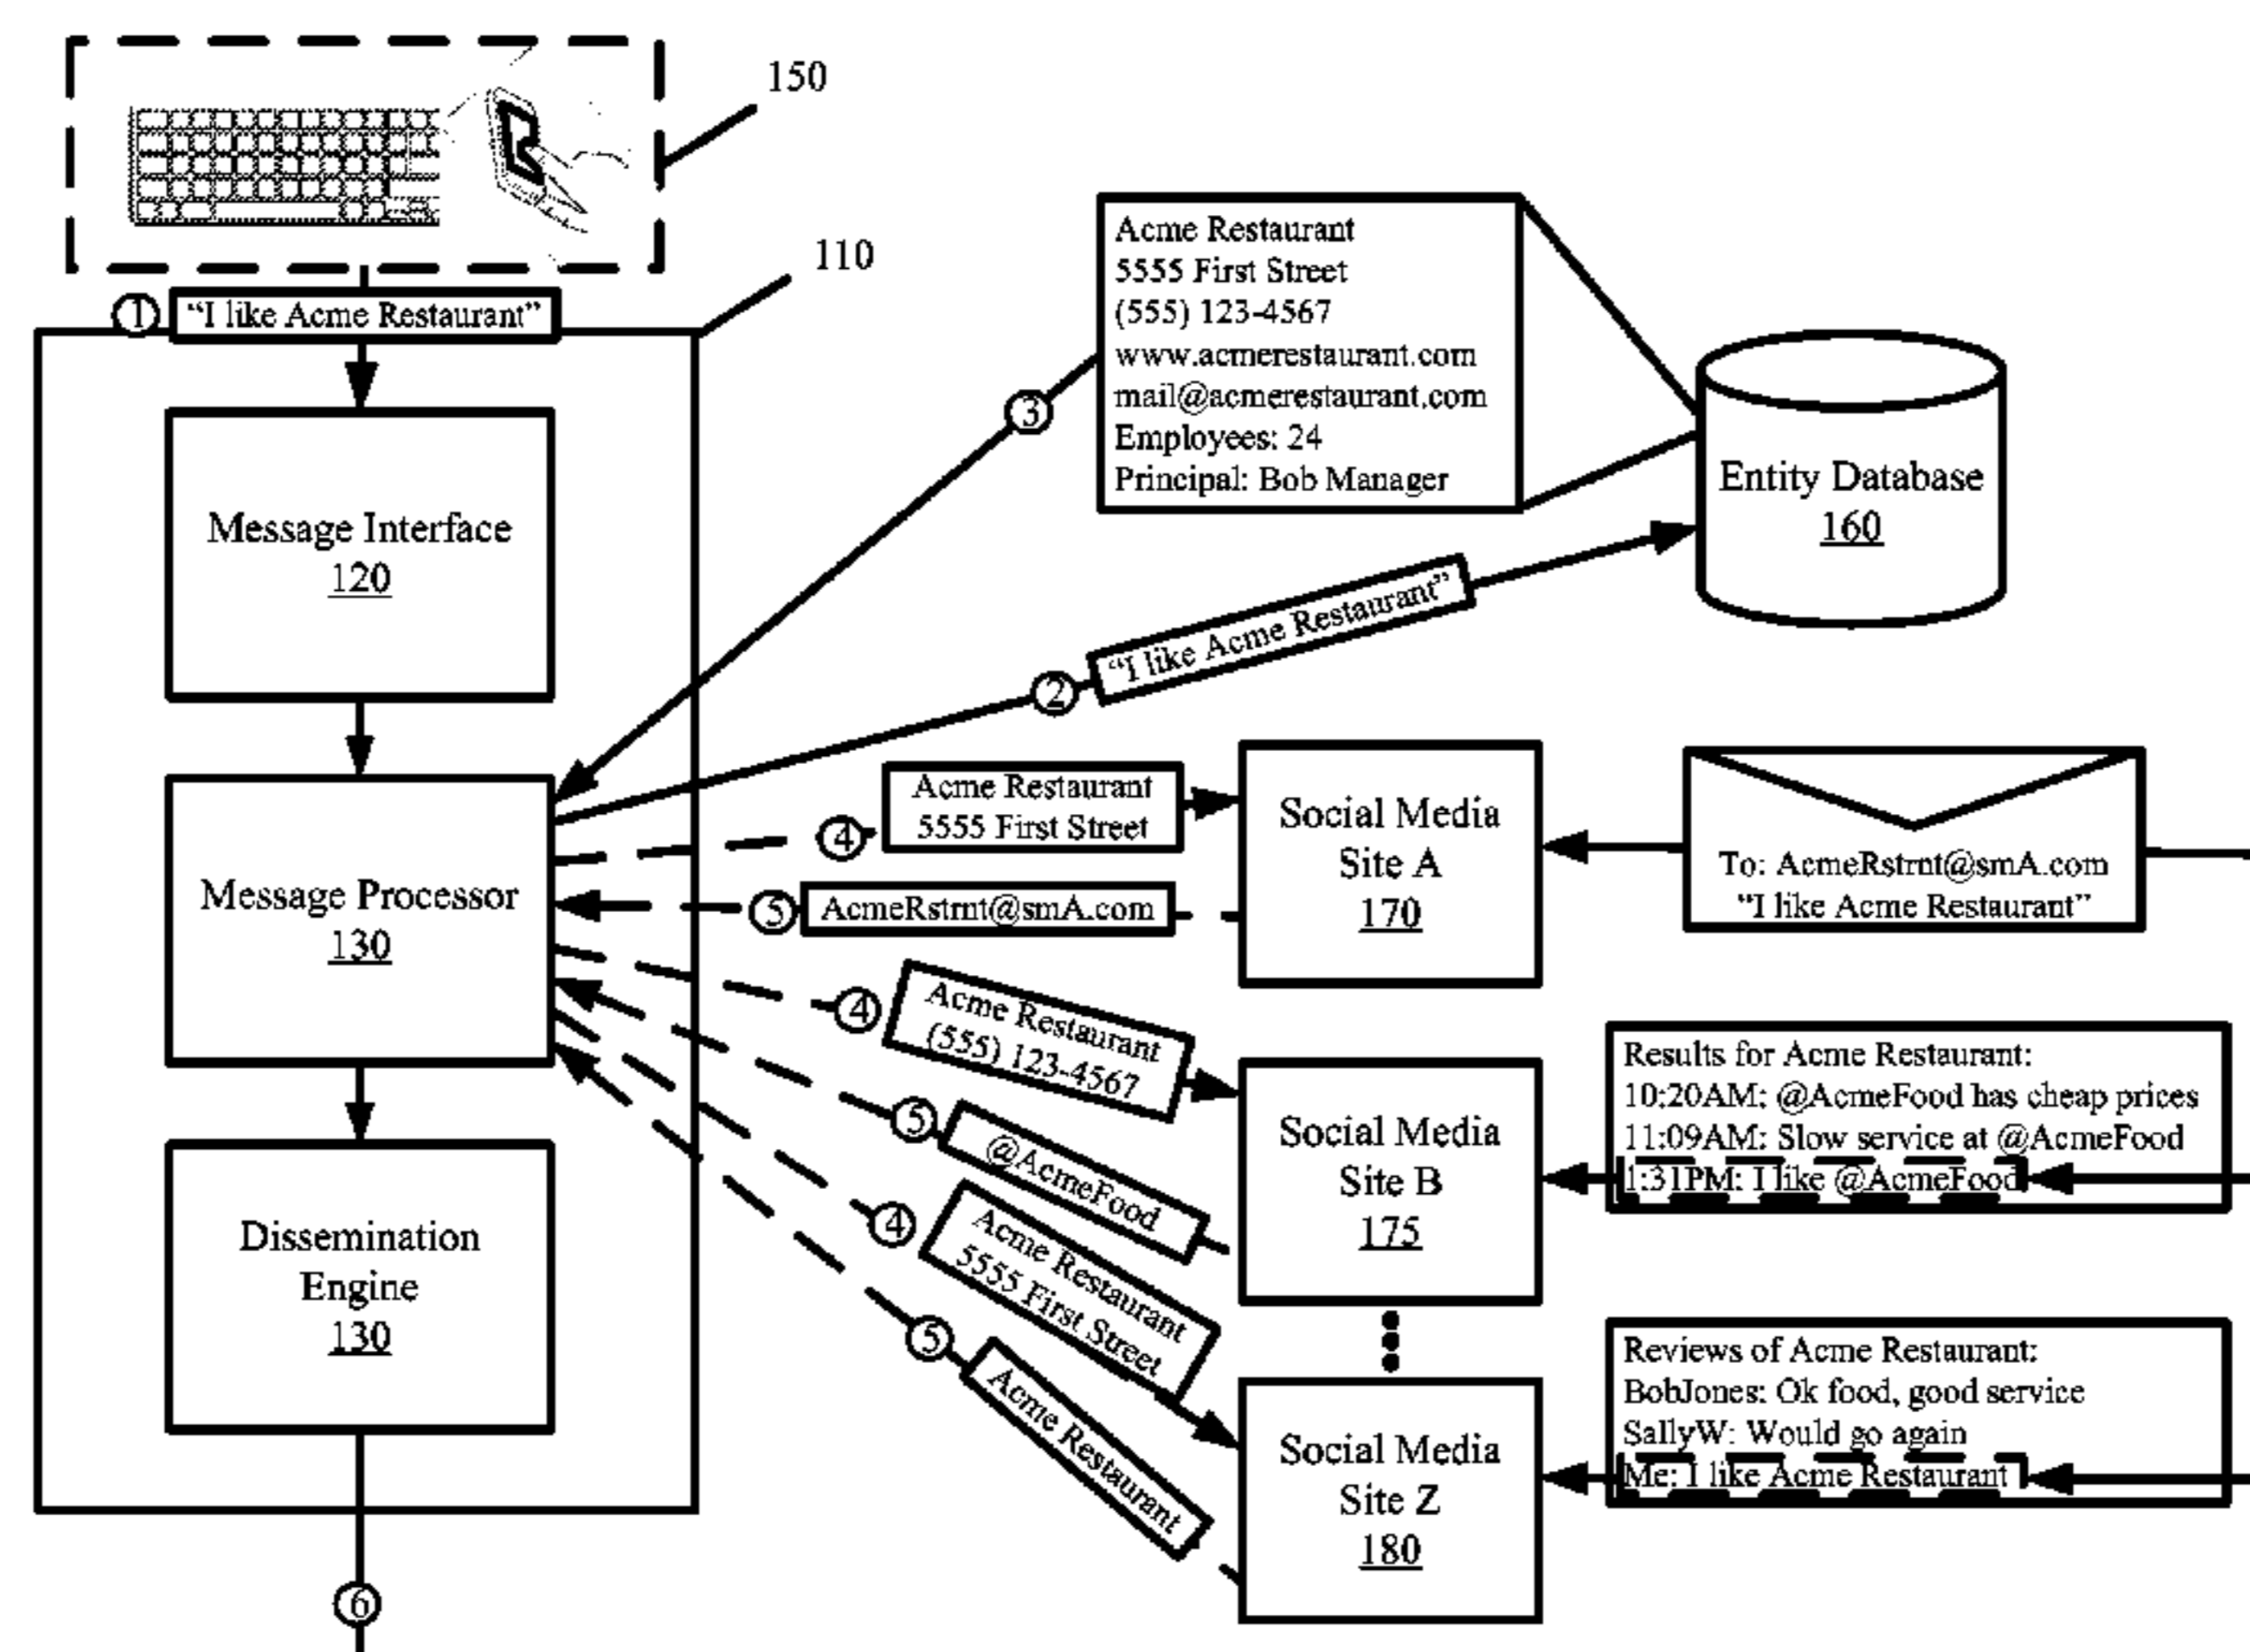 150
110
① “I like Acme Restaurant”
Message Interface
120
Message Processor
130
Dissemination
Engine
130
⑥
Acme Restaurant
5555 First Street
(555) 123-4567
www.acmerestaurant.com
mail@acmerestaurant.com
Employees: 24
Principal: Bob Manager
③
Entity Database
160
② “I like Acme Restaurant”
④ Acme Restaurant
5555 First Street
⑤ AcmeRstrnt@smA.com
Social Media
Site A
170
To: AcmeRstrnt@smA.com
“I like Acme Restaurant”
④ Acme Restaurant
(555) 123-4567
⑤ @AcmeFood
Social Media
Site B
175
Results for Acme Restaurant:
10:20AM: @AcmeFood has cheap prices
11:09AM: Slow service at @AcmeFood
1:31PM: I like @AcmeFood
④ Acme Restaurant
5555 First Street
⑤ Acme Restaurant
Social Media
Site Z
180
Reviews of Acme Restaurant:
BobJones: Ok food, good service
SallyW: Would go again
Me: I like Acme Restaurant